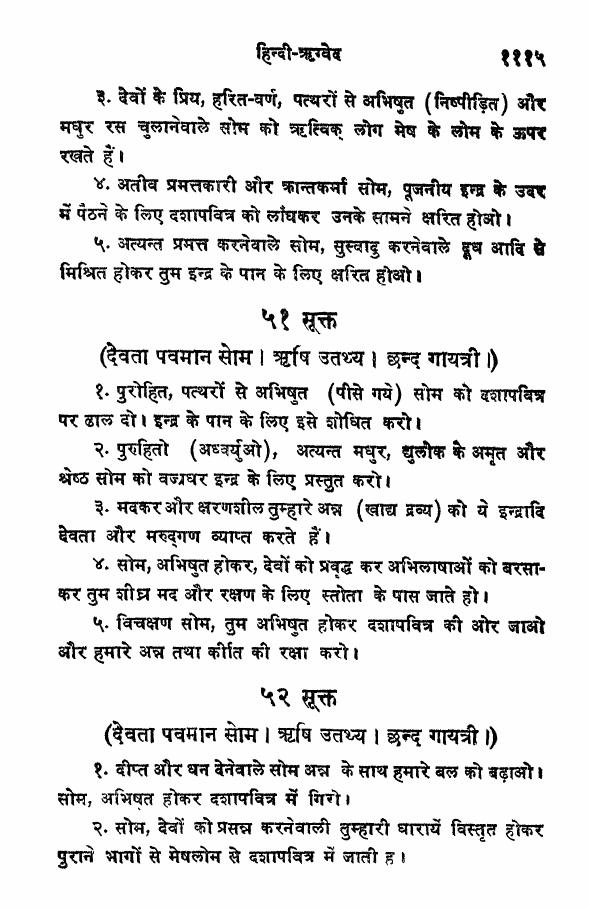 हिन्दी-ऋग्वेद १११५
३. देवों के प्रिय, हरित-वर्ण, पत्थरों से अभिषुत (निष्पीड़ित) और
मधुर रस चुलानेवाले सोम को ऋत्विक् लोग मेष के लोम के ऊपर
रखते हैं।
४. अतीव प्रमत्तकारी और क्रान्तकर्मा सोम, पूजनीय इन्द्र के उदर
में पैठने के लिए दशापवित्र को लाँघकर उनके सामने क्षरित होओ।
५. अत्यन्त प्रमत्त करनेवाले सोम, सुस्वादु करनेवाले दूध आदि से
मिश्रित होकर तुम इन्द्र के पान के लिए क्षरित होओ।
५१ सूक्त
(देवता पवमान सोम। ऋषि उतथ्य। छन्द गायत्री।)
१. पुरोहित, पत्थरों से अभिषुत (पीसे गये) सोम को दशापवित्र
पर ढाल दो। इन्द्र के पान के लिए इसे शोधित करो।
२. पुरुहितो (अध्वर्युओ), अत्यन्त मधुर, द्युलोक के अमृत और
श्रेष्ठ सोम को वज्रधर इन्द्र के लिए प्रस्तुत करो।
३. मदकर और क्षरणशील तुम्हारे अन्न (खाद्य द्रव्य) को ये इन्द्रादि
देवता और मरुद्गण व्याप्त करते हैं।
४. सोम, अभिषुत होकर, देवों को प्रवृद्ध कर अभिलाषाओं को बरसा-
कर तुम शीघ्र मद और रक्षण के लिए स्तोता के पास जाते हो।
५. विचक्षण सोम, तुम अभिषुत होकर दशापवित्र की ओर जाओ
और हमारे अन्न तथा कीर्ति की रक्षा करो।
५२ सूक्त
(देवता पवमान सोम। ऋषि उतथ्य। छन्द गायत्री।)
१. दीप्त और धन देनेवाले सोम अन्न के साथ हमारे बल को बढ़ाओ।
सोम, अभिषुत होकर दशापवित्र में गिरो।
२. सोम, देवों को प्रसन्न करनेवाली तुम्हारी धारायें विस्तृत होकर
पुराने भागों से मेषलोम से दशापवित्र में जाती ह।